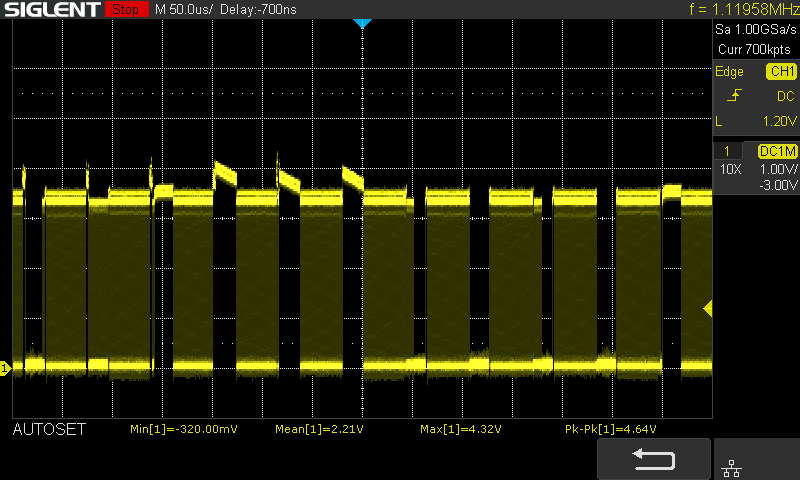 SIGLENT Stop M 50.0us/ Delay:-700ns f = 1.11958MHz
Sa 1.00GSa/s
Curr 700kpts
Edge CH1
DC
L 1.20V
1 DC1M
10X 1.00V/
-3.00V
1
AUTOSET Min[1]=-320.00mV Mean[1]=2.21V Max[1]=4.32V Pk-Pk[1]=4.64V